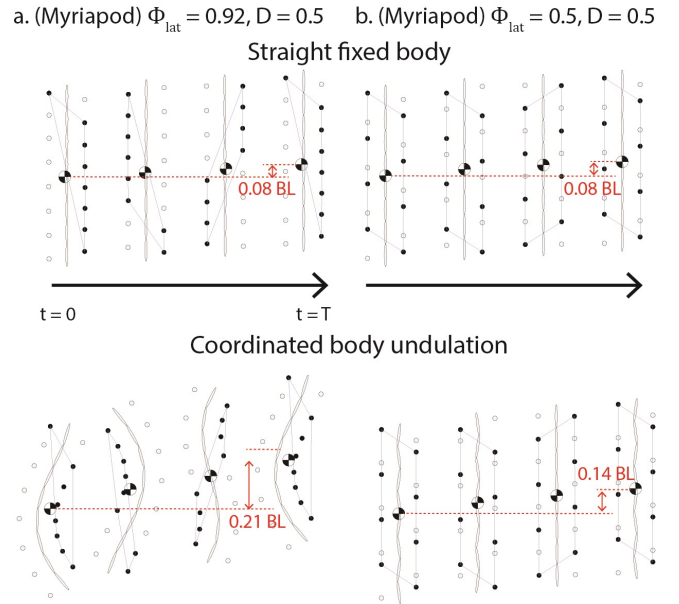 a. (Myriapod) Φlat = 0.92, D = 0.5
b. (Myriapod) Φlat = 0.5, D = 0.5
Straight fixed body
0.08 BL
0.08 BL
t = 0
t = T
Coordinated body undulation
0.21 BL
0.14 BL